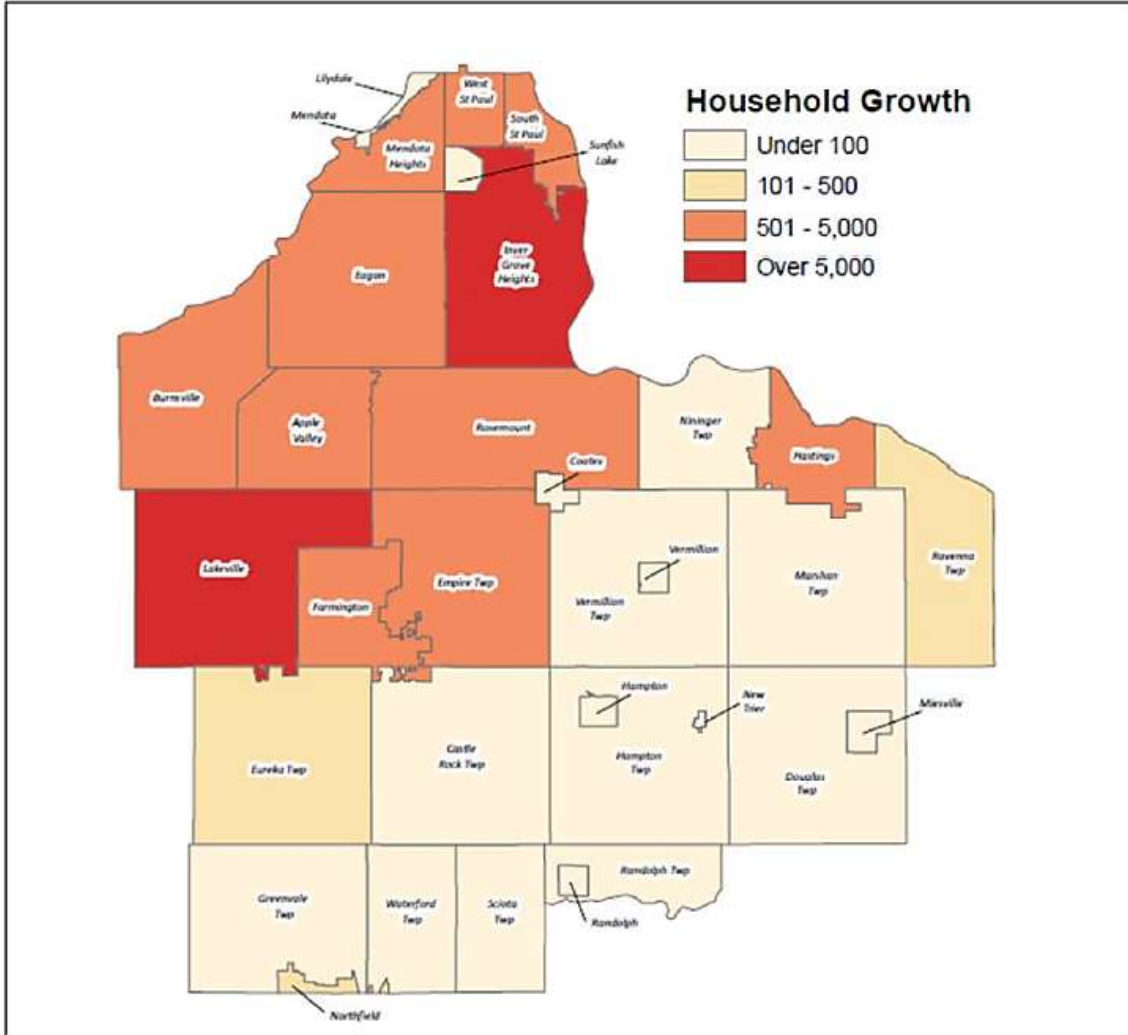 Household Growth
Under 100
101 - 500
501 - 5,000
Over 5,000
Lilydale
Mendota
West
St Paul
South
St Paul
Mendota
Heights
Sunfish
Lake
Inver
Grove
Heights
Eagan
Burnsville
Apple
Valley
Rosemount
Nininger
Twp
Hastings
Coates
Lakeville
Farmington
Empire Twp
Vermillion
Vermillion
Twp
Marshan
Twp
Ravenna
Twp
Hampton
New
Trier
Miesville
Eureka Twp
Castle
Rock Twp
Hampton
Twp
Douglas
Twp
Greenvale
Twp
Waterford
Twp
Sciota
Twp
Randolph Twp
Randolph
Northfield